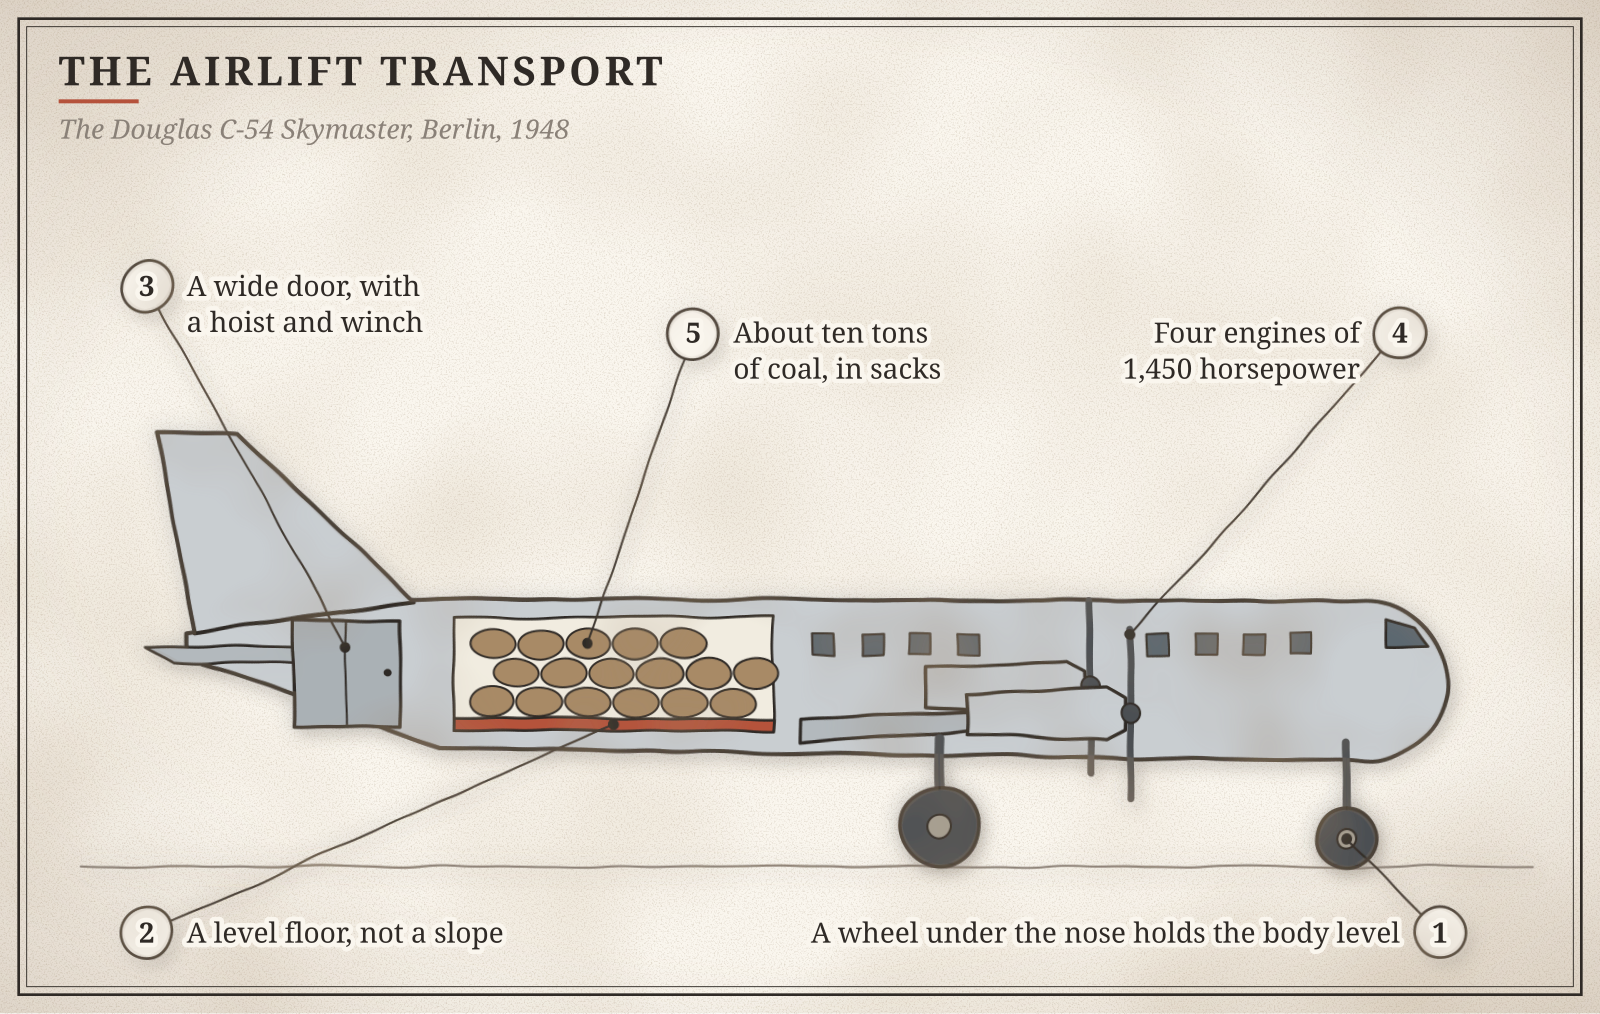 THE AIRLIFT TRANSPORT
The Douglas C-54 Skymaster, Berlin, 1948
3
A wide door, with
a hoist and winch
5
About ten tons
of coal, in sacks
Four engines of
1,450 horsepower
4
2
A level floor, not a slope
A wheel under the nose holds the body level
1